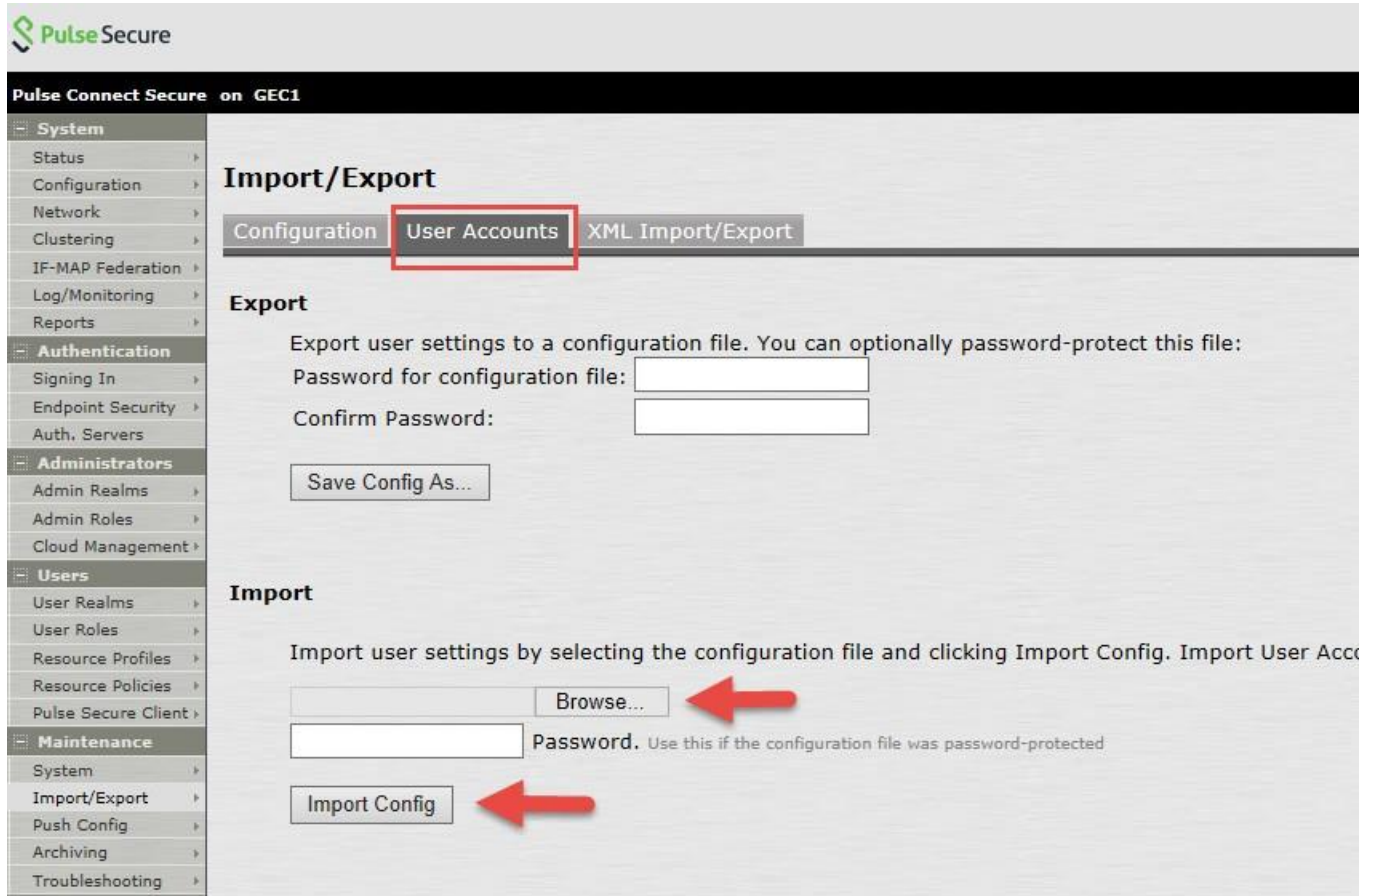 Pulse Secure
Pulse Connect Secure on GEC1
System
Status
Configuration
Network
Clustering
IF-MAP Federation
Log/Monitoring
Reports
Authentication
Signing In
Endpoint Security
Auth. Servers
Administrators
Admin Realms
Admin Roles
Cloud Management
Users
User Realms
User Roles
Resource Profiles
Resource Policies
Pulse Secure Client
Maintenance
System
Import/Export
Push Config
Archiving
Troubleshooting
Import/Export
Configuration User Accounts XML Import/Export
Export
Export user settings to a configuration file. You can optionally password-protect this file:
Password for configuration file:
Confirm Password:
Save Config As...
Import
Import user settings by selecting the configuration file and clicking Import Config. Import User
Browse...
Password. Use this if the configuration file was password-protected
Import Config